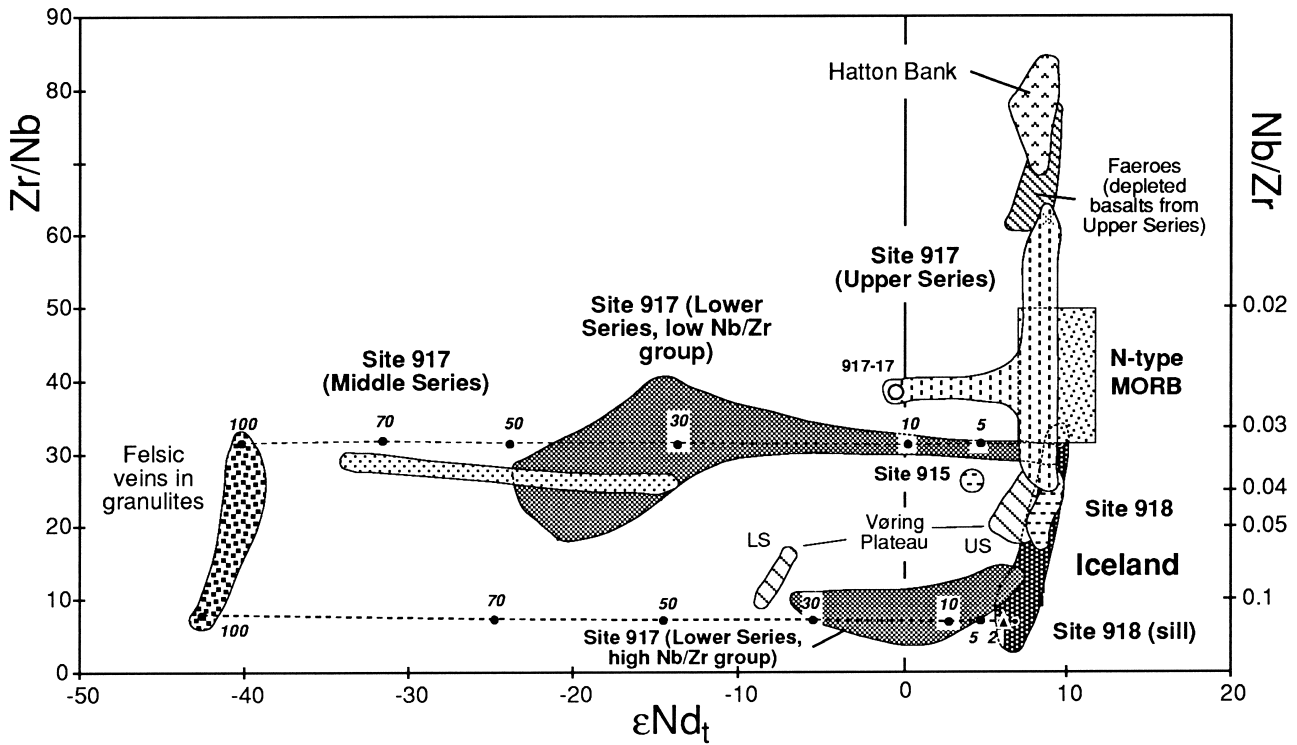 90
80
60
50
40
30
20
10
0
Zr/Nb
Hatton Bank
Faeroes
(depleted
basalts from
Upper Series)
Site 917
(Upper Series)
Site 917 (Lower
Series, low Nb/Zr
group)
Site 917
(Middle Series)
917-17
N-type
MORB
100
70
50
30
10
5
Felsic
veins in
granulites
Site 915
Site 918
Vøring
Plateau
LS
US
Iceland
100
70
50
30
10
5
2
Site 917 (Lower Series,
high Nb/Zr group)
Site 918 (sill)
Nb/Zr
0.02
0.03
0.04
0.05
0.1
-50
-40
-30
-20
-10
0
10
20
εNdt